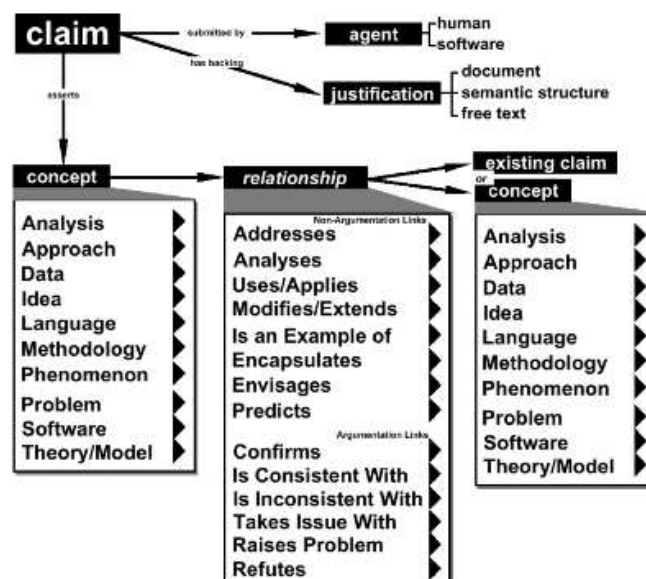 claim
submitted by
agent
human
software
has backing
justification
document
semantic structure
free text
asserts
concept
relationship
existing claim
or
concept
Analysis
Approach
Data
Idea
Language
Methodology
Phenomenon
Problem
Software
Theory/Model
Non-Argumentation Links
Addresses
Analyses
Uses/Applies
Modifies/Extends
Is an Example of
Encapsulates
Envisages
Predicts
Argumentation Links
Confirms
Is Consistent With
Is Inconsistent With
Takes Issue With
Raises Problem
Refutes
Analysis
Approach
Data
Idea
Language
Methodology
Phenomenon
Problem
Software
Theory/Model